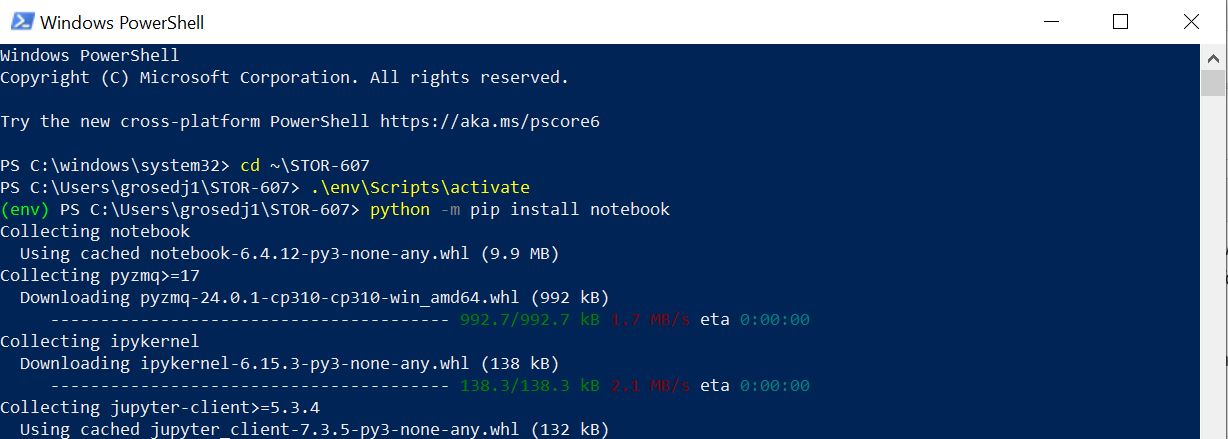 Windows PowerShell
Windows PowerShell
Copyright (C) Microsoft Corporation. All rights reserved.
Try the new cross-platform PowerShell https://aka.ms/pscore6
PS C:\windows\system32> cd ~\STOR-607
PS C:\Users\grosedj1\STOR-607> .\env\Scripts\activate
(env) PS C:\Users\grosedj1\STOR-607> python -m pip install notebook
Collecting notebook
  Using cached notebook-6.4.12-py3-none-any.whl (9.9 MB)
Collecting pyzmq>=17
  Downloading pyzmq-24.0.1-cp310-cp310-win_amd64.whl (992 kB)
     ---------------------------------------- 992.7/992.7 kB 1.7 MB/s eta 0:00:00
Collecting ipykernel
  Downloading ipykernel-6.15.3-py3-none-any.whl (138 kB)
     ---------------------------------------- 138.3/138.3 kB 2.1 MB/s eta 0:00:00
Collecting jupyter-client>=5.3.4
  Using cached jupyter_client-7.3.5-py3-none-any.whl (132 kB)